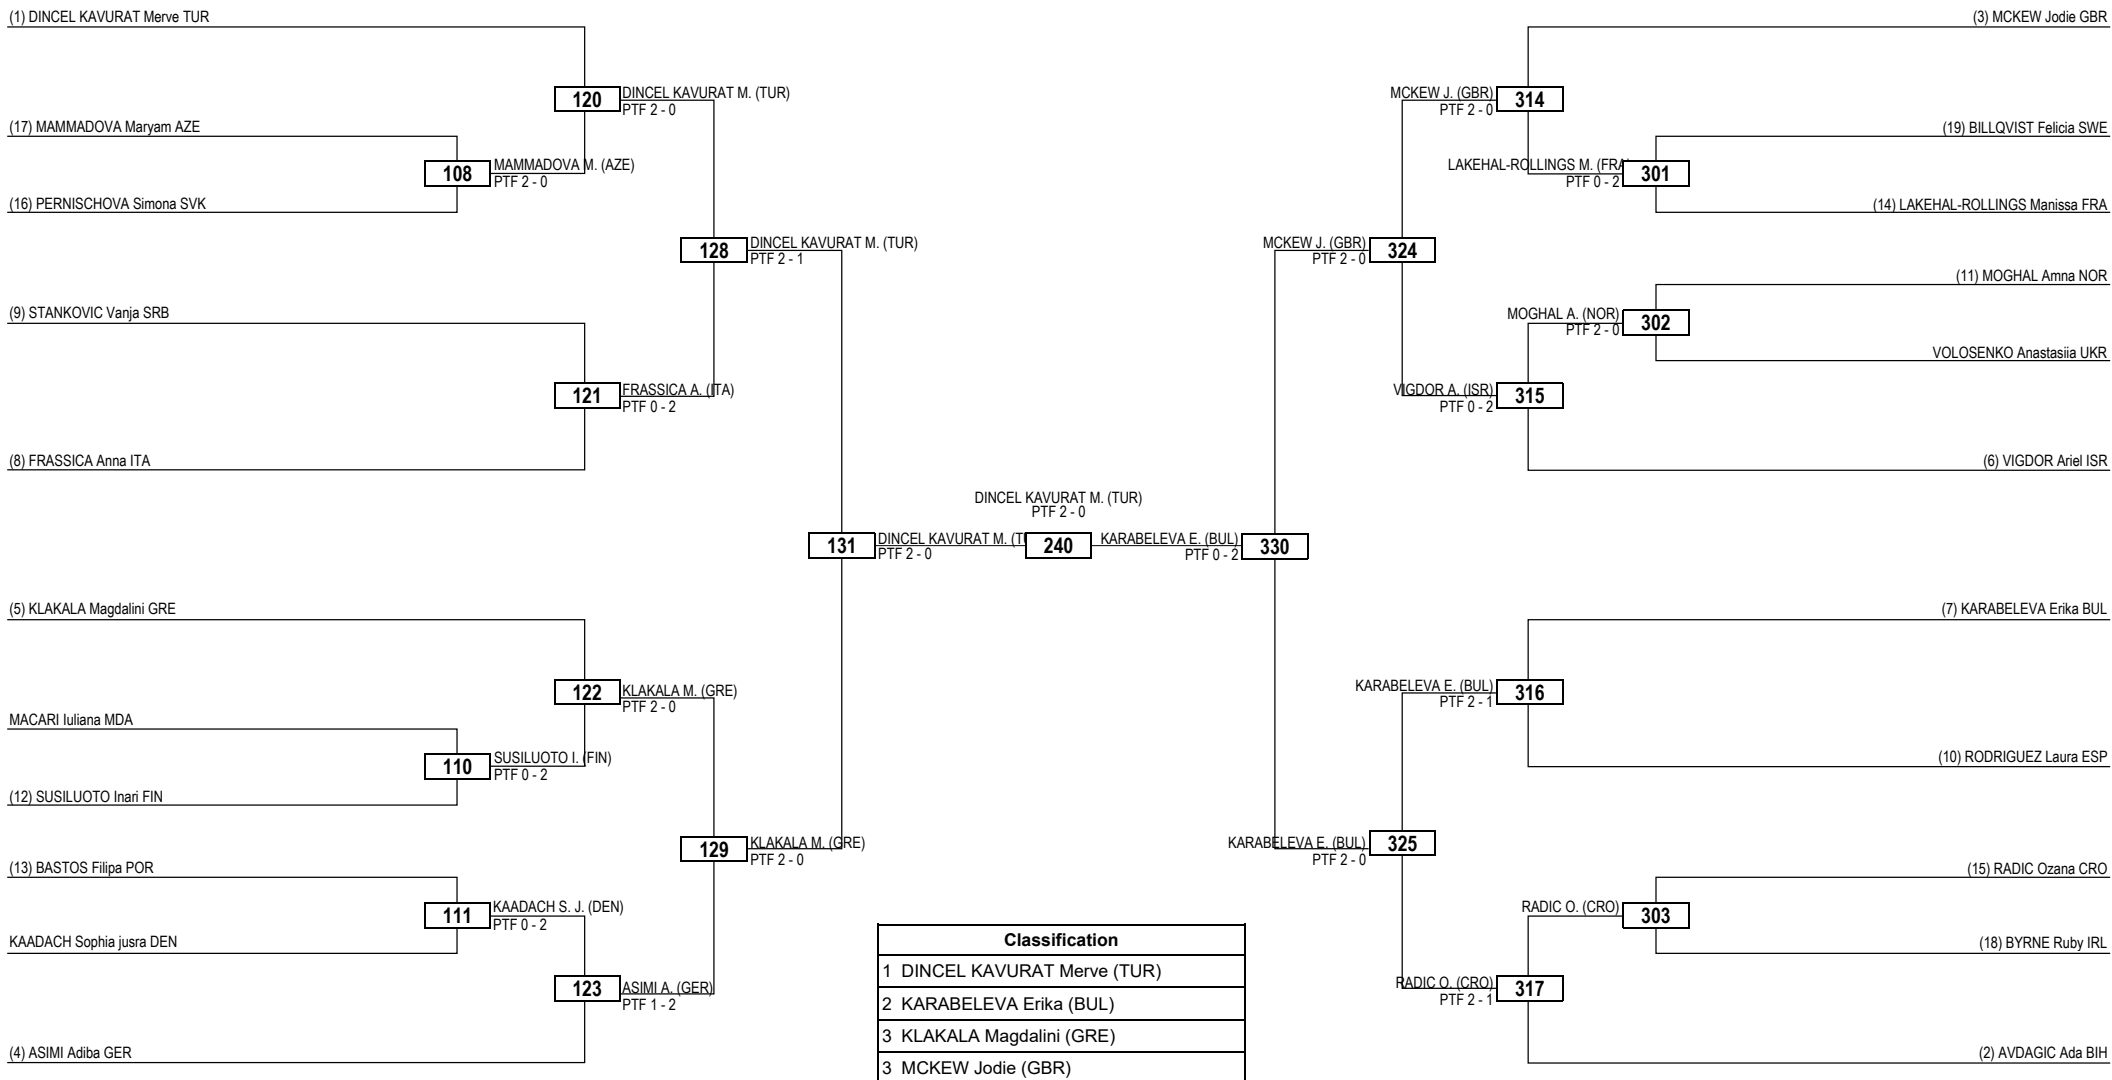 (1) DINCEL KAVURAT Merve TUR
120
DINCEL KAVURAT M. (TUR)
PTF 2 - 0
(17) MAMMADOVA Maryam AZE
108
MAMMADOVA M. (AZE)
PTF 2 - 0
(16) PERNISCHOVA Simona SVK
128
DINCEL KAVURAT M. (TUR)
PTF 2 - 1
(9) STANKOVIC Vanja SRB
121
FRASSICA A. (ITA)
PTF 0 - 2
(8) FRASSICA Anna ITA
131
DINCEL KAVURAT M. (TU
PTF 2 - 0
(5) KLAKALA Magdalini GRE
122
KLAKALA M. (GRE)
PTF 2 - 0
MACARI Iuliana MDA
110
SUSILUOTO I. (FIN)
PTF 0 - 2
(12) SUSILUOTO Inari FIN
129
KLAKALA M. (GRE)
PTF 2 - 0
(13) BASTOS Filipa POR
111
KAADACH S. J. (DEN)
PTF 0 - 2
KAADACH Sophia jusra DEN
123
ASIMI A. (GER)
PTF 1 - 2
(4) ASIMI Adiba GER
DINCEL KAVURAT M. (TUR)
PTF 2 - 0
240
KARABELEVA E. (BUL)
PTF 0 - 2
330
(3) MCKEW Jodie GBR
MCKEW J. (GBR)
PTF 2 - 0
314
(19) BILLQVIST Felicia SWE
LAKEHAL-ROLLINGS M. (FRA
PTF 0 - 2
301
(14) LAKEHAL-ROLLINGS Manissa FRA
MCKEW J. (GBR)
PTF 2 - 0
324
(11) MOGHAL Amna NOR
MOGHAL A. (NOR)
PTF 2 - 0
302
VOLOSENKO Anastasiia UKR
VIGDOR A. (ISR)
PTF 0 - 2
315
(6) VIGDOR Ariel ISR
(7) KARABELEVA Erika BUL
KARABELEVA E. (BUL)
PTF 2 - 1
316
(10) RODRIGUEZ Laura ESP
KARABELEVA E. (BUL)
PTF 2 - 0
325
(15) RADIC Ozana CRO
RADIC O. (CRO)
303
(18) BYRNE Ruby IRL
RADIC O. (CRO)
PTF 2 - 1
317
(2) AVDAGIC Ada BIH
Classification
1 DINCEL KAVURAT Merve (TUR)
2 KARABELEVA Erika (BUL)
3 KLAKALA Magdalini (GRE)
3 MCKEW Jodie (GBR)